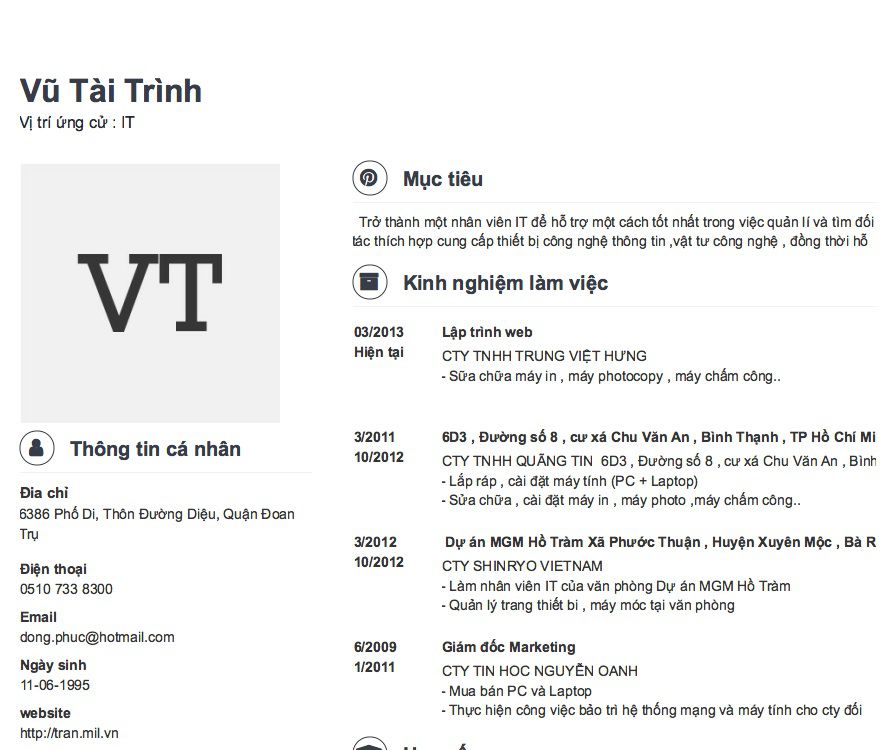 Vũ Tài Trình
Vị trí ứng cử : IT
VT
Thông tin cá nhân
Đia chỉ
6386 Phố Di, Thôn Đường Diệu, Quận Đoan
Trụ
Điện thoại
0510 733 8300
Email
dong.phuc@hotmail.com
Ngày sinh
11-06-1995
website
http://tran.mil.vn
Mục tiêu
Trở thành một nhân viên IT để hỗ trợ một cách tốt nhất trong việc quản lí và tìm đối
tác thích hợp cung cấp thiết bị công nghệ thông tin ,vật tư công nghệ , đồng thời hỗ
Kinh nghiệm làm việc
03/2013 Lập trình web
Hiện tại CTY TNHH TRUNG VIỆT HƯNG
- Sữa chữa máy in , máy photocopy , máy chấm công..
3/2011 6D3 , Đường số 8 , cư xá Chu Văn An , Bình Thạnh , TP Hồ Chí Mi
10/2012 CTY TNHH QUÃNG TIN 6D3 , Đường số 8 , cư xá Chu Văn An , Bình
- Lắp ráp , cài đặt máy tính (PC + Laptop)
- Sửa chữa , cài đặt máy in , máy photo ,máy chấm công..
3/2012 Dự án MGM Hồ Tràm Xã Phước Thuận , Huyện Xuyên Mộc , Bà R
10/2012 CTY SHINRYO VIETNAM
- Làm nhân viên IT của văn phòng Dự án MGM Hồ Tràm
- Quản lý trang thiết bi , máy móc tại văn phòng
6/2009 Giám đốc Marketing
1/2011 CTY TIN HOC NGUYỄN OANH
- Mua bán PC và Laptop
- Thực hiện công việc bảo trì hệ thống mạng và máy tính cho cty đối